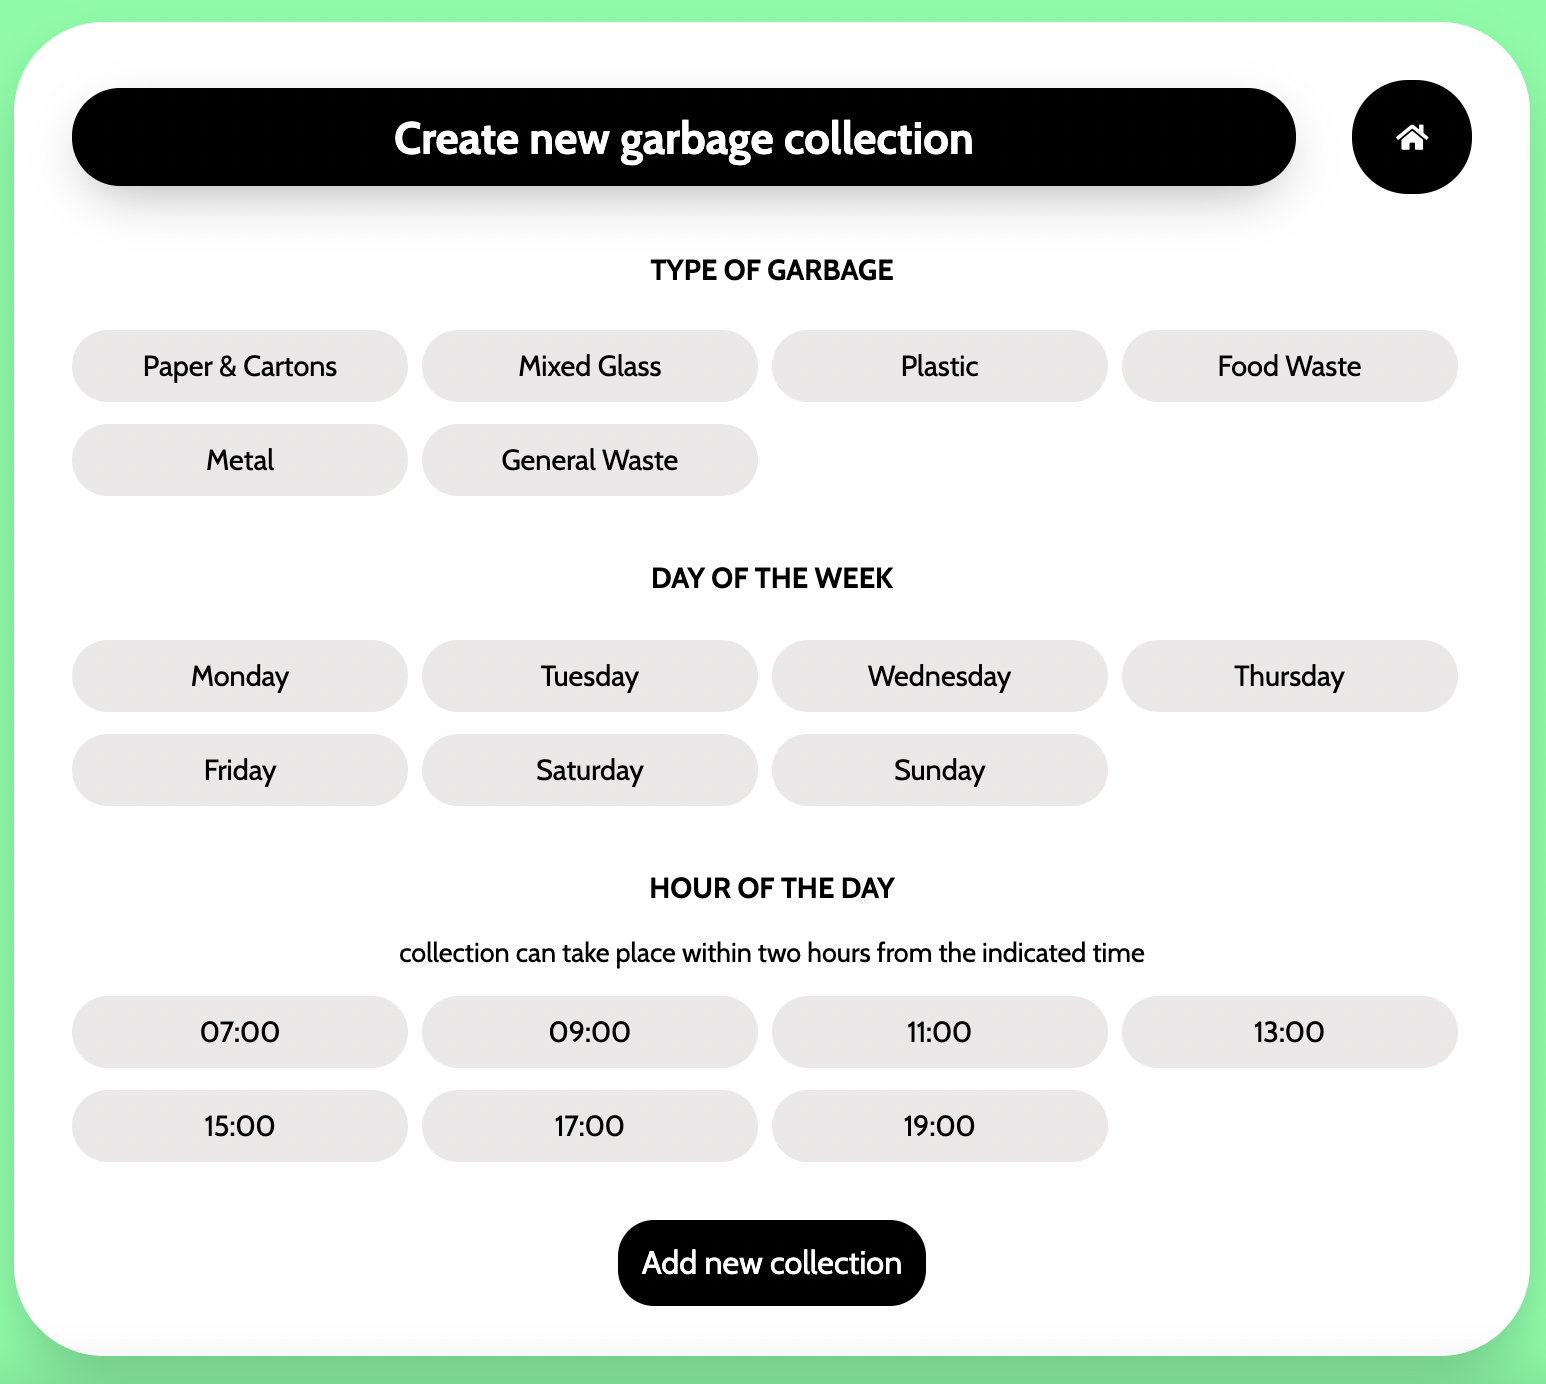 Create new garbage collection
TYPE OF GARBAGE
Paper & Cartons
Mixed Glass
Plastic
Food Waste
Metal
General Waste
DAY OF THE WEEK
Monday
Tuesday
Wednesday
Thursday
Friday
Saturday
Sunday
HOUR OF THE DAY
collection can take place within two hours from the indicated time
07:00
09:00
11:00
13:00
15:00
17:00
19:00
Add new collection